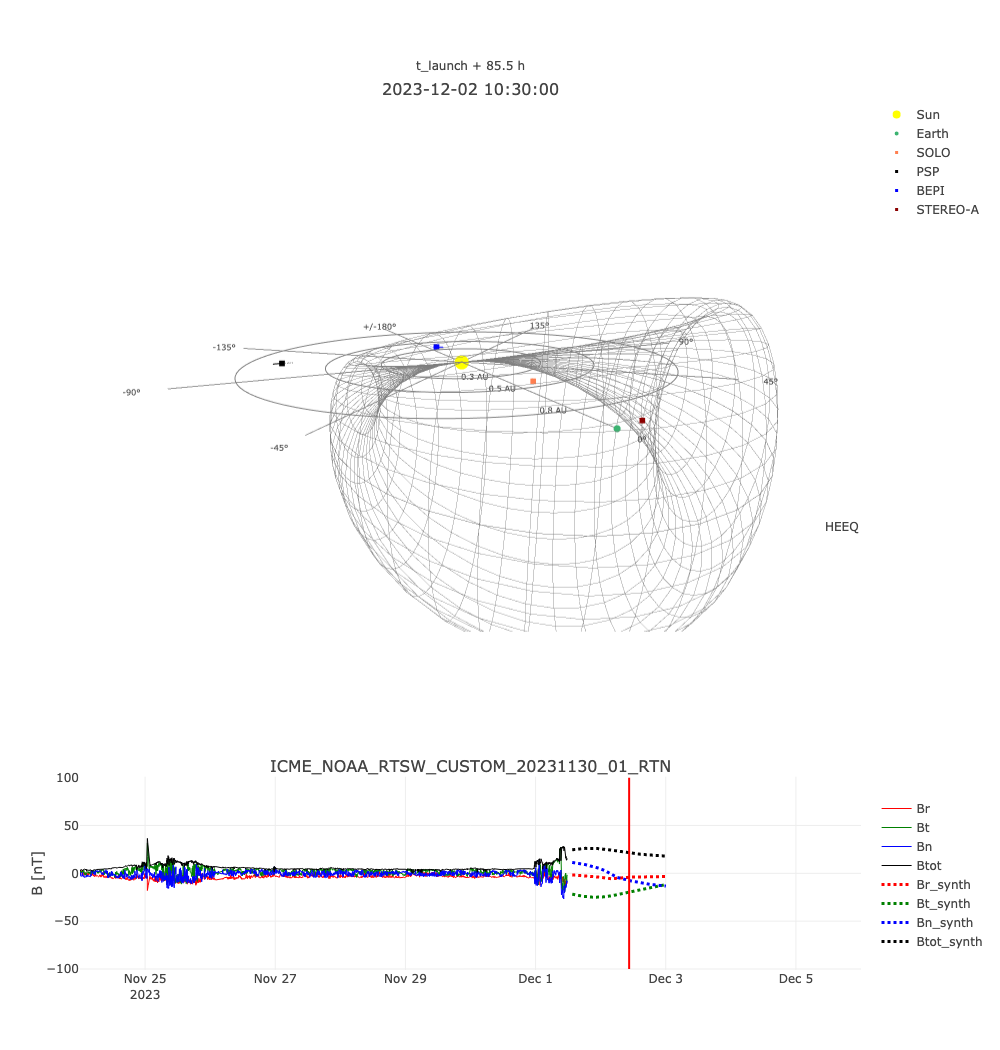 t_launch + 85.5 h
2023-12-02 10:30:00
Sun
Earth
SOLO
PSP
BEPI
STEREO-A
+/-180°
135°
-135°
90°
0.3 AU
45°
0.5 AU
-90°
0.8 AU
0°
-45°
HEEQ
ICME_NOAA_RTSW_CUSTOM_20231130_01_RTN
B [nT]
100
50
0
−50
−100
Nov 25
2023
Nov 27
Nov 29
Dec 1
Dec 3
Dec 5
Br
Bt
Bn
Btot
Br_synth
Bt_synth
Bn_synth
Btot_synth